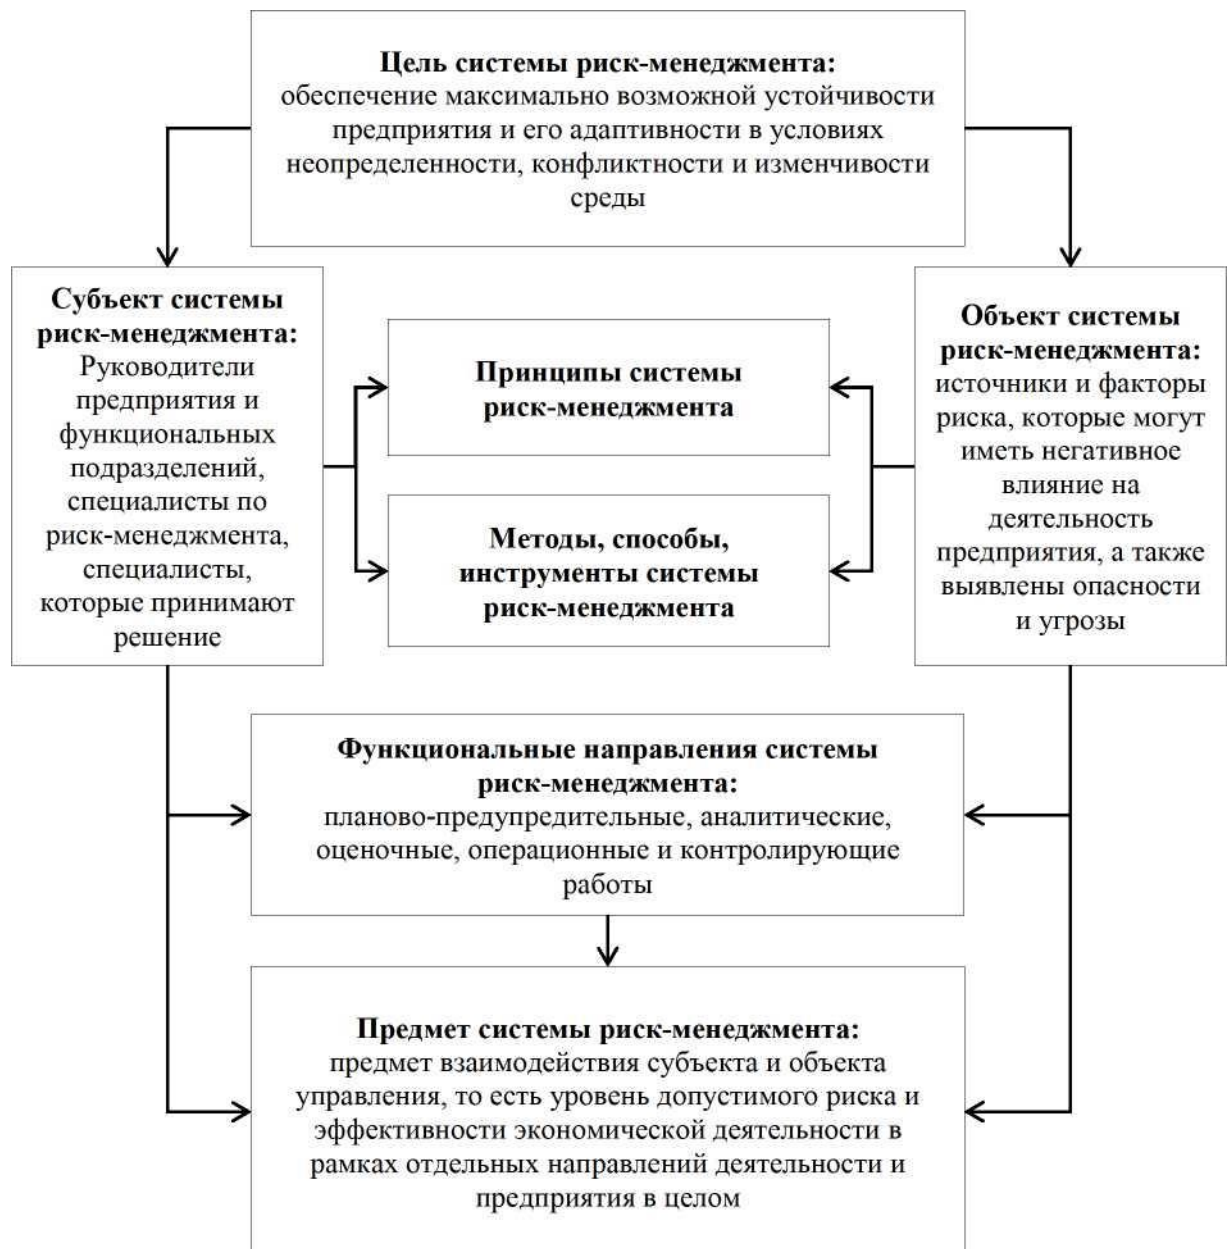 Цель системы риск-менеджмента:
обеспечение максимально возможной устойчивости
предприятия и его адаптивности в условиях
неопределенности, конфликтности и изменчивости
среды
Субъект системы
риск-менеджмента:
Руководители
предприятия и
функциональных
подразделений,
специалисты по
риск-менеджмента,
специалисты,
которые принимают
решение
Принципы системы
риск-менеджмента
Методы, способы,
инструменты системы
риск-менеджмента
Объект системы
риск-менеджмента:
источники и факторы
риска, которые могут
иметь негативное
влияние на
деятельность
предприятия, а также
выявлены опасности
и угрозы
Функциональные направления системы
риск-менеджмента:
планово-предупредительные, аналитические,
оценочные, операционные и контролирующие
работы
Предмет системы риск-менеджмента:
предмет взаимодействия субъекта и объекта
управления, то есть уровень допустимого риска и
эффективности экономической деятельности в
рамках отдельных направлений деятельности и
предприятия в целом